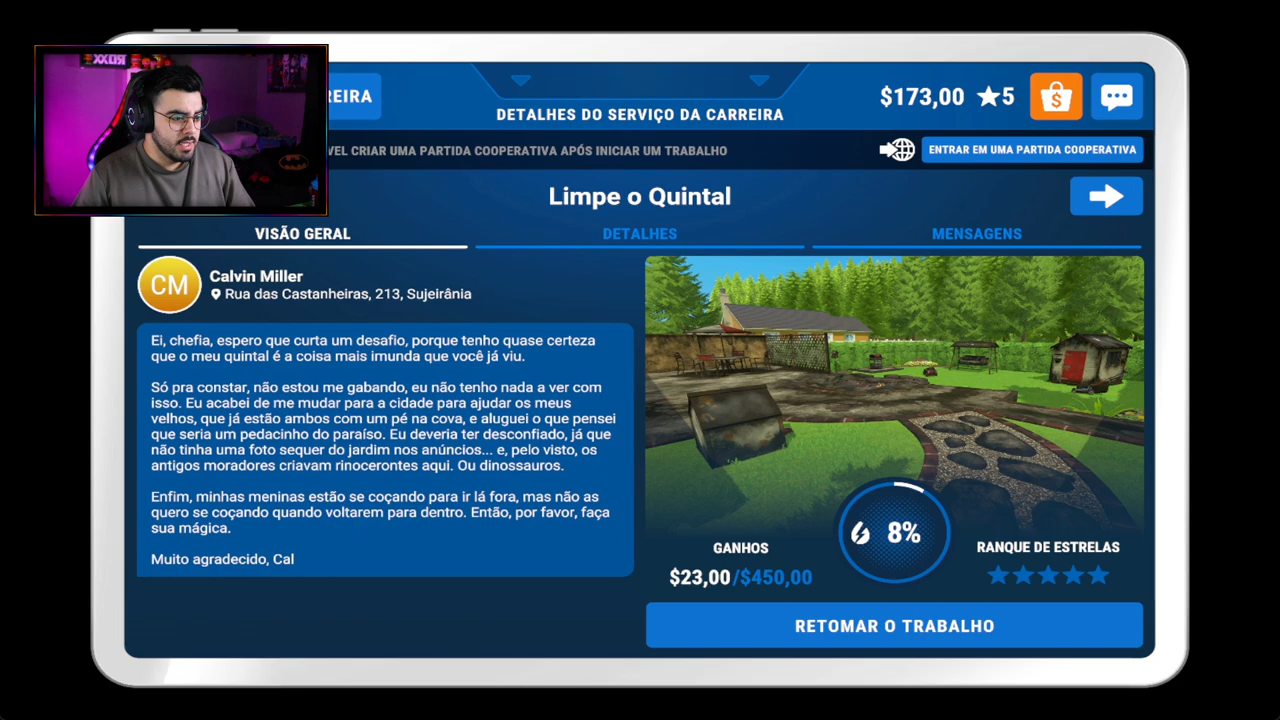 REIRA
DETALHES DO SERVIÇO DA CARREIRA
$173,00 ★5
VEL CRIAR UMA PARTIDA COOPERATIVA APÓS INICIAR UM TRABALHO
ENTRAR EM UMA PARTIDA COOPERATIVA
Limpe o Quintal
VISÃO GERAL
DETALHES
MENSAGENS
CM
Calvin Miller
Rua das Castanheiras, 213, Sujeirânia
Ei, chefia, espero que curta um desafio, porque tenho quase certeza
que o meu quintal é a coisa mais imunda que você já viu.
Só pra constar, não estou me gabando, eu não tenho nada a ver com
isso. Eu acabei de me mudar para a cidade para ajudar os meus
velhos, que já estão ambos com um pé na cova, e aluguei o que pensei
que seria um pedacinho do paraíso. Eu deveria ter desconfiado, já que
não tinha uma foto sequer do jardim nos anúncios... e, pelo visto, os
antigos moradores criavam rinocerontes aqui. Ou dinossauros.
Enfim, minhas meninas estão se coçando para ir lá fora, mas não as
quero se coçando quando voltarem para dentro. Então, por favor, faça
sua mágica.
Muito agradecido, Cal
GANHOS
$23,00/$450,00
8%
RANQUE DE ESTRELAS
RETOMAR O TRABALHO